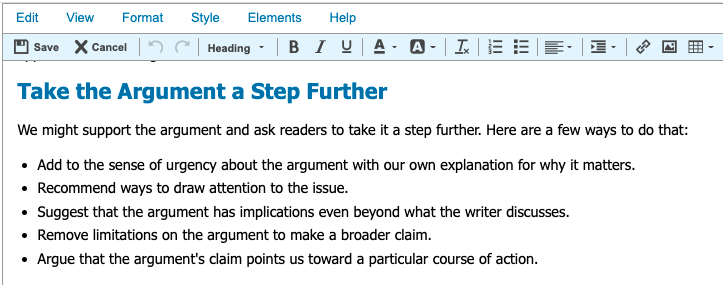 Edit View Format Style Elements Help
Save Cancel Heading B I U A A Ix
Take the Argument a Step Further
We might support the argument and ask readers to take it a step further. Here are a few ways to do that:
• Add to the sense of urgency about the argument with our own explanation for why it matters.
• Recommend ways to draw attention to the issue.
• Suggest that the argument has implications even beyond what the writer discusses.
• Remove limitations on the argument to make a broader claim.
• Argue that the argument's claim points us toward a particular course of action.